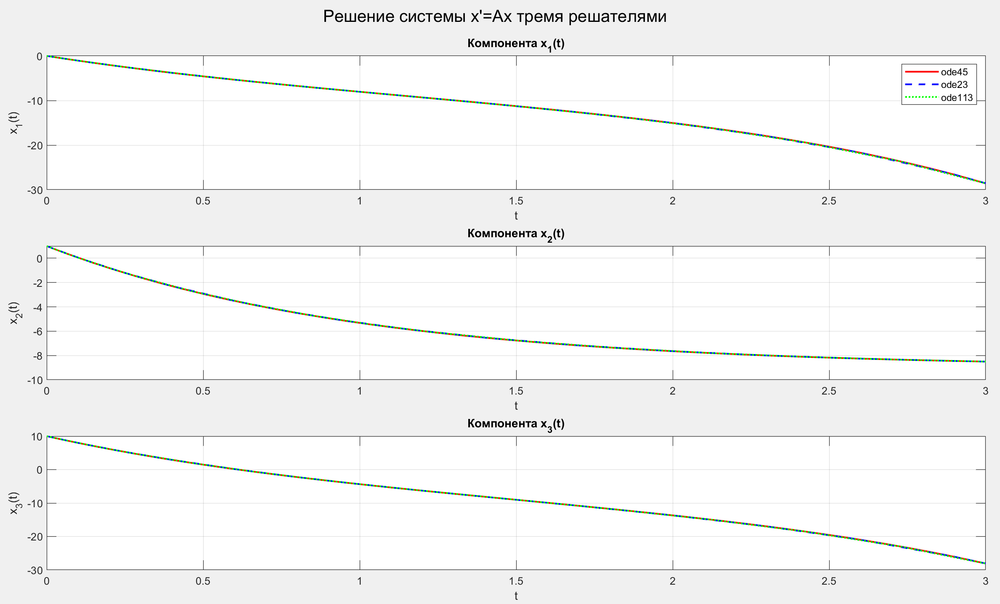 Решение системы x'=Ax тремя решателями
Компонента x₁(t)
x₁(t)
0
-10
-20
-30
ode45
ode23
ode113
0 0.5 1 1.5 2 2.5 3
t
Компонента x₂(t)
x₂(t)
0
-2
-4
-6
-8
-10
0 0.5 1 1.5 2 2.5 3
t
Компонента x₃(t)
x₃(t)
10
0
-10
-20
-30
0 0.5 1 1.5 2 2.5 3
t